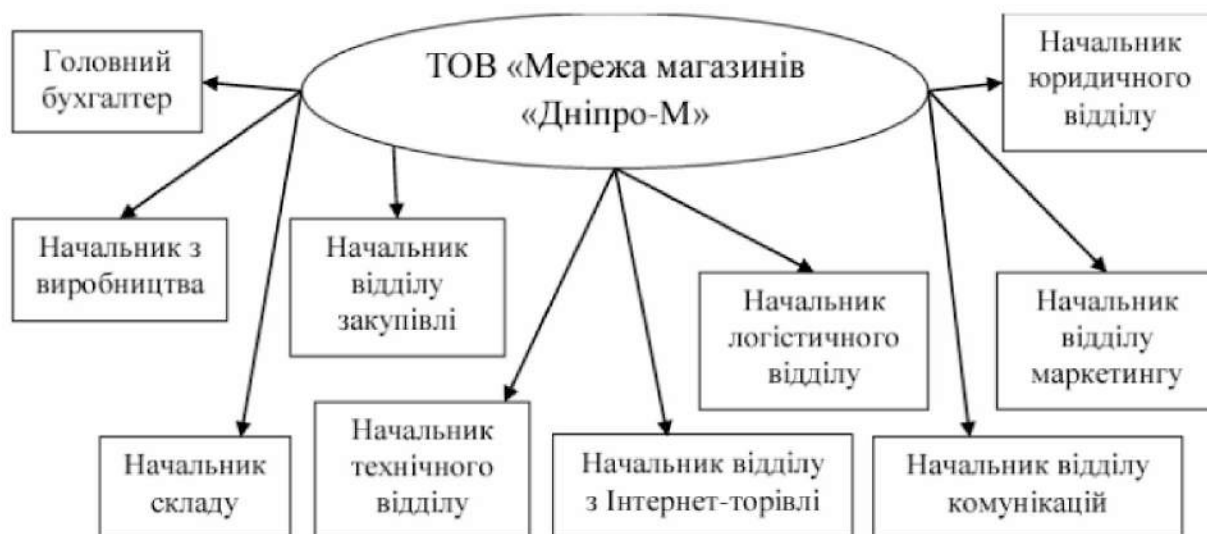 ТОВ «Мережа магазинів
«Дніпро-М»
Головний
бухгалтер
Начальник
юридичного
відділу
Начальник з
виробництва
Начальник
відділу
закупівлі
Начальник
логістичного
відділу
Начальник
відділу
маркетингу
Начальник
складу
Начальник
технічного
відділу
Начальник відділу
з Інтернет-торівлі
Начальник відділу
комунікацій